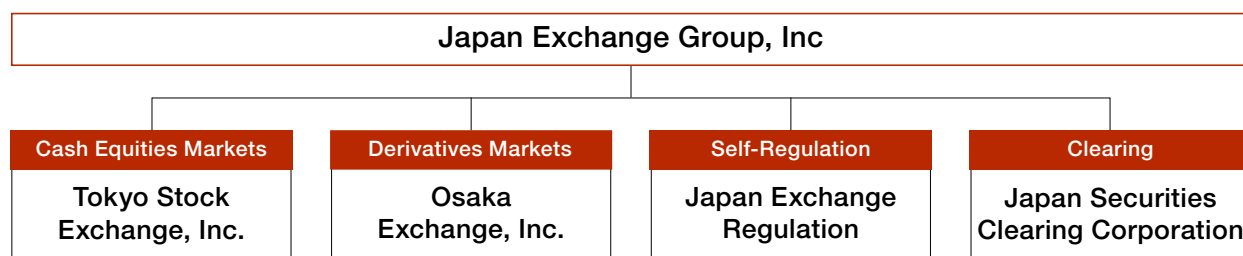 Japan Exchange Group, Inc
Cash Equities Markets
Tokyo Stock
Exchange, Inc.
Derivatives Markets
Osaka
Exchange, Inc.
Self-Regulation
Japan Exchange
Regulation
Clearing
Japan Securities
Clearing Corporation